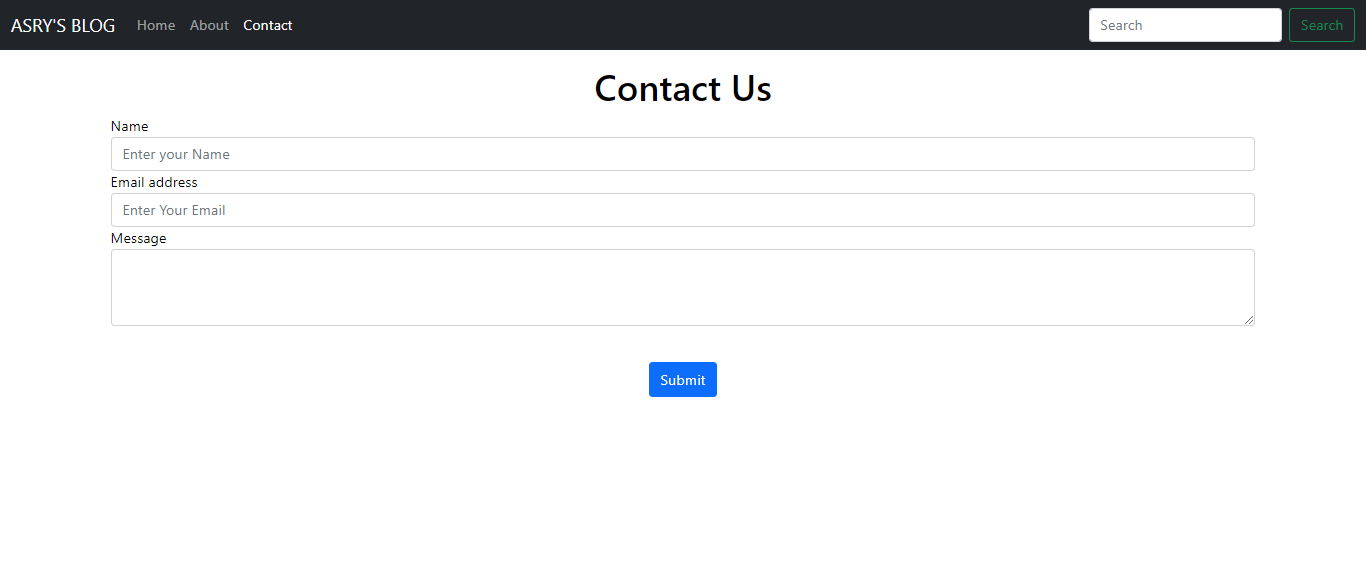 ASRY'S BLOG Home About Contact Search Search
Contact Us
Name
Enter your Name
Email address
Enter Your Email
Message
Submit